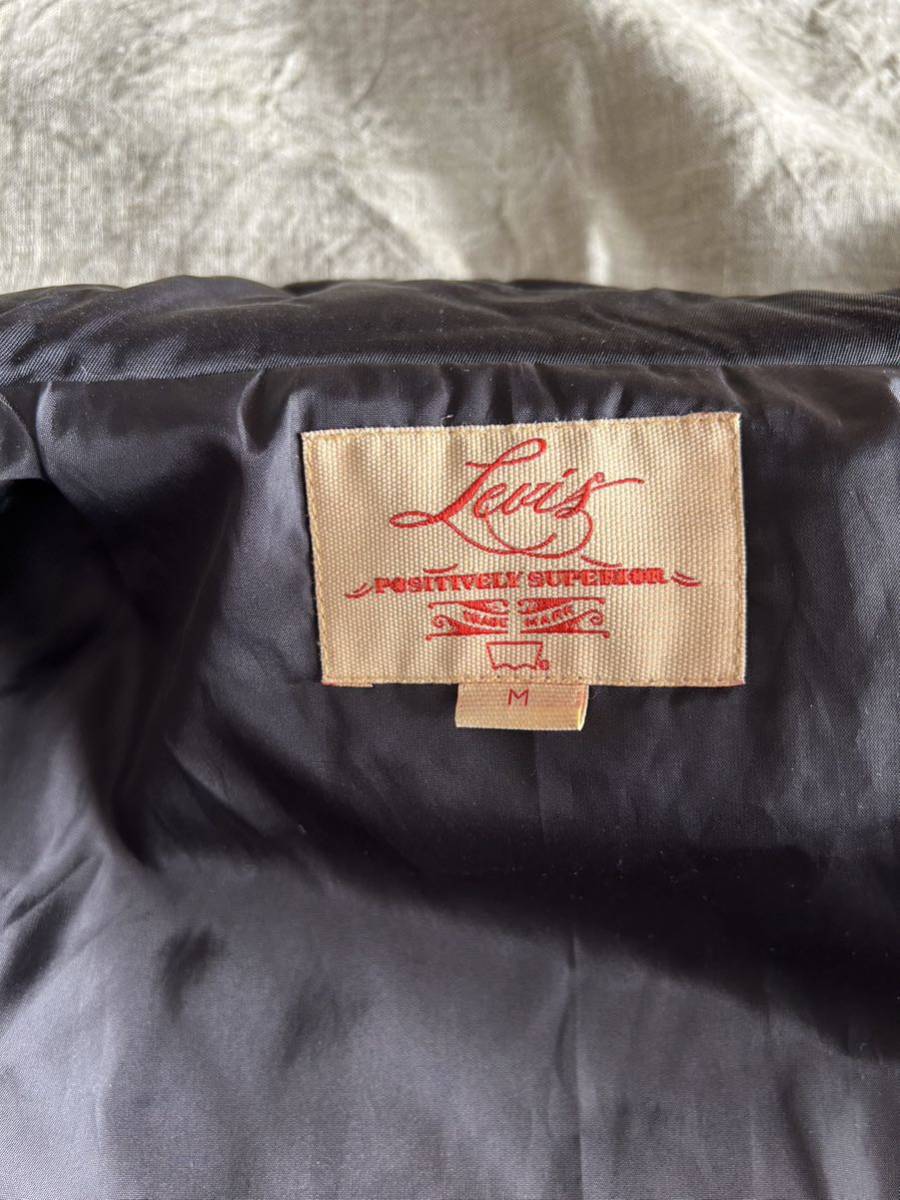 Levi's
POSITIVELY SUPERIOR
TRADE MARK
®
M